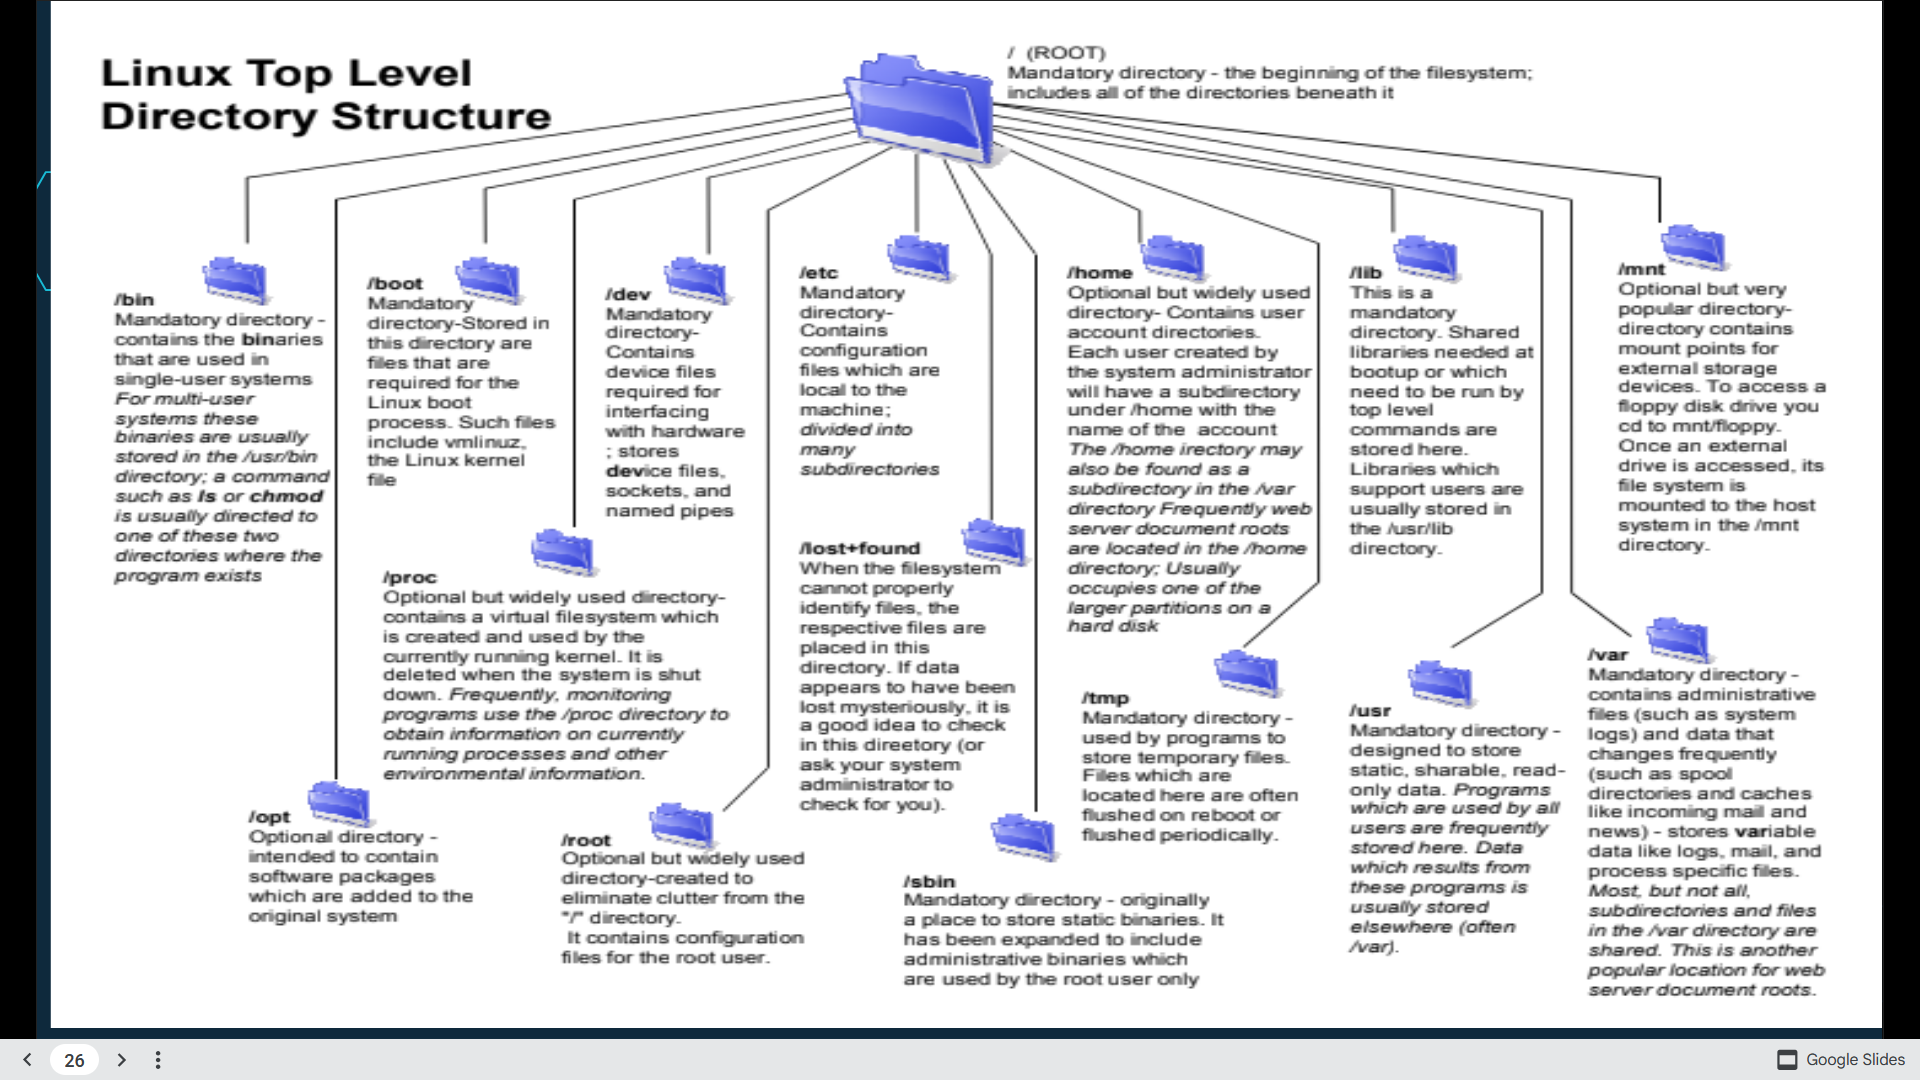 Linux Top Level
Directory Structure
/ (ROOT)
Mandatory directory - the beginning of the filesystem;
includes all of the directories beneath it
/bin
Mandatory directory -
contains the binaries
that are used in
single-user systems
For multi-user
systems these
binaries are usually
stored in the /usr/bin
directory; a command
such as ls or chmod
is usually directed to
one of these two
directories where the
program exists
/boot
Mandatory
directory-Stored in
this directory are
files that are
required for the
Linux boot
process. Such files
include vmlinuz,
the Linux kernel
file
/dev
Mandatory
directory-
Contains
device files
required for
interfacing
with hardware
; stores
device files,
sockets, and
named pipes
/etc
Mandatory
directory-
Contains
configuration
files which are
local to the
machine;
divided into
many
subdirectories
/home
Optional but widely used
directory- Contains user
account directories.
Each user created by
the system administrator
will have a subdirectory
under /home with the
name of the account
The /home irectory may
also be found as a
subdirectory in the /var
directory Frequently web
server document roots
are located in the /home
directory; Usually
occupies one of the
larger partitions on a
hard disk
/lib
This is a
mandatory
directory. Shared
libraries needed at
bootup or which
need to be run by
top level
commands are
stored here.
Libraries which
support users are
usually stored in
the /usr/lib
directory.
/mnt
Optional but very
popular directory-
directory contains
mount points for
external storage
devices. To access a
floppy disk drive you
cd to mnt/floppy.
Once an external
drive is accessed, its
file system is
mounted to the host
system in the /mnt
directory.
/proc
Optional but widely used directory-
contains a virtual filesystem which
is created and used by the
currently running kernel. It is
deleted when the system is shut
down. Frequently, monitoring
programs use the /proc directory to
obtain information on currently
running processes and other
environmental information.
/lost+found
When the filesystem
cannot properly
identify files, the
respective files are
placed in this
directory. If data
appears to have been
lost mysteriously, it is
a good idea to check
in this direetory (or
ask your system
administrator to
check for you).
/tmp
Mandatory directory -
used by programs to
store temporary files.
Files which are
located here are often
flushed on reboot or
flushed periodically.
/usr
Mandatory directory -
designed to store
static, sharable, read-
only data. Programs
which are used by all
users are frequently
stored here. Data
which results from
these programs is
usually stored
elsewhere (often
/var).
/var
Mandatory directory -
contains administrative
files (such as system
logs) and data that
changes frequently
(such as spool
directories and caches
like incoming mail and
news) - stores variable
data like logs, mail, and
process specific files.
Most, but not all,
subdirectories and files
in the /var directory are
shared. This is another
popular location for web
server document roots.
/opt
Optional directory -
intended to contain
software packages
which are added to the
original system
/root
Optional but widely used
directory-created to
eliminate clutter from the
"/" directory.
It contains configuration
files for the root user.
/sbin
Mandatory directory - originally
a place to store static binaries. It
has been expanded to include
administrative binaries which
are used by the root user only
26
Google Slides